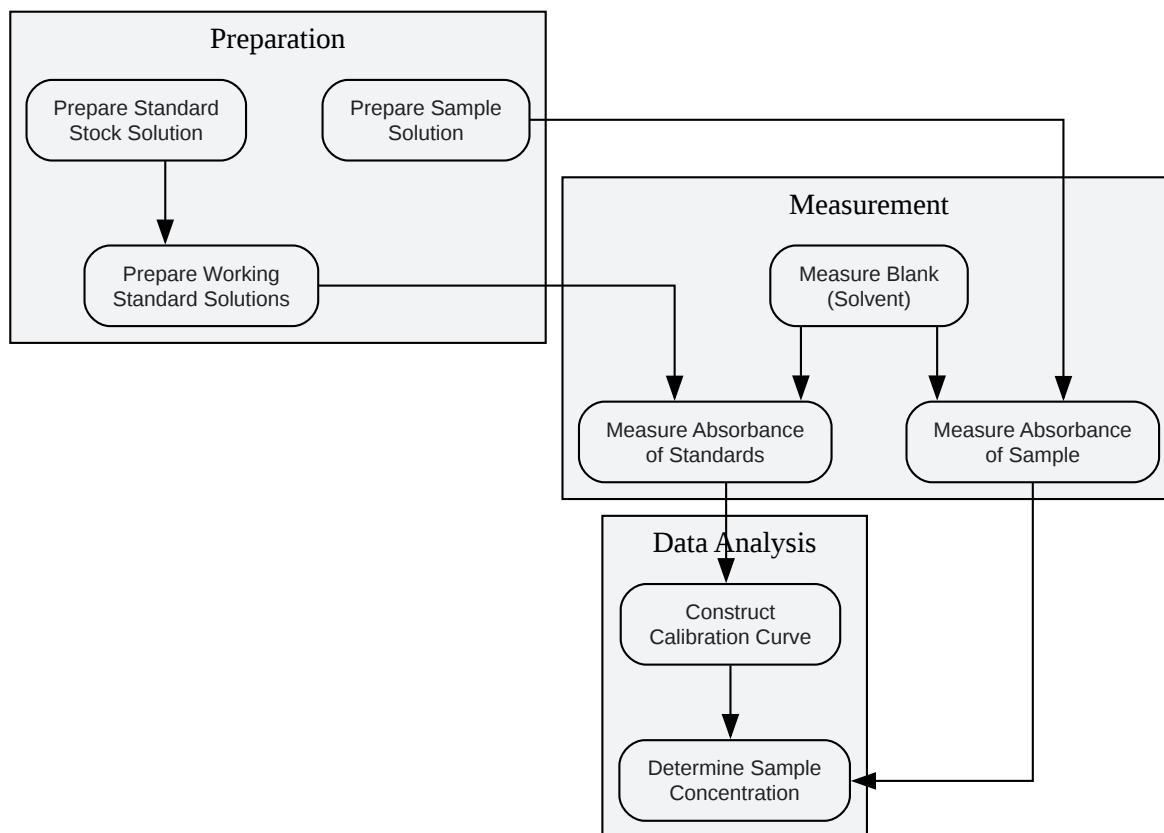 Preparation
Prepare Standard
Stock Solution
Prepare Sample
Solution
Prepare Working
Standard Solutions
Measurement
Measure Blank
(Solvent)
Measure Absorbance
of Standards
Measure Absorbance
of Sample
Data Analysis
Construct
Calibration Curve
Determine Sample
Concentration